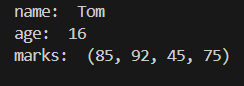 name:  Tom
age:  16
marks:  (85, 92, 45, 75)